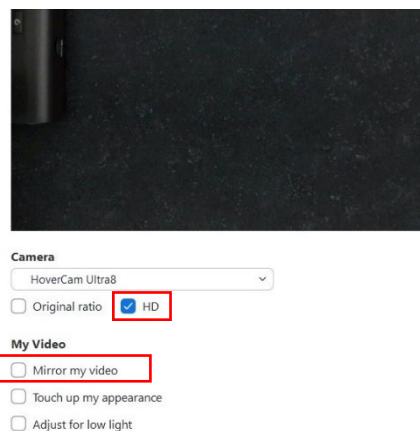 Camera
HoverCam Ultra8
Original ratio HD
My Video
Mirror my video
Touch up my appearance
Adjust for low light